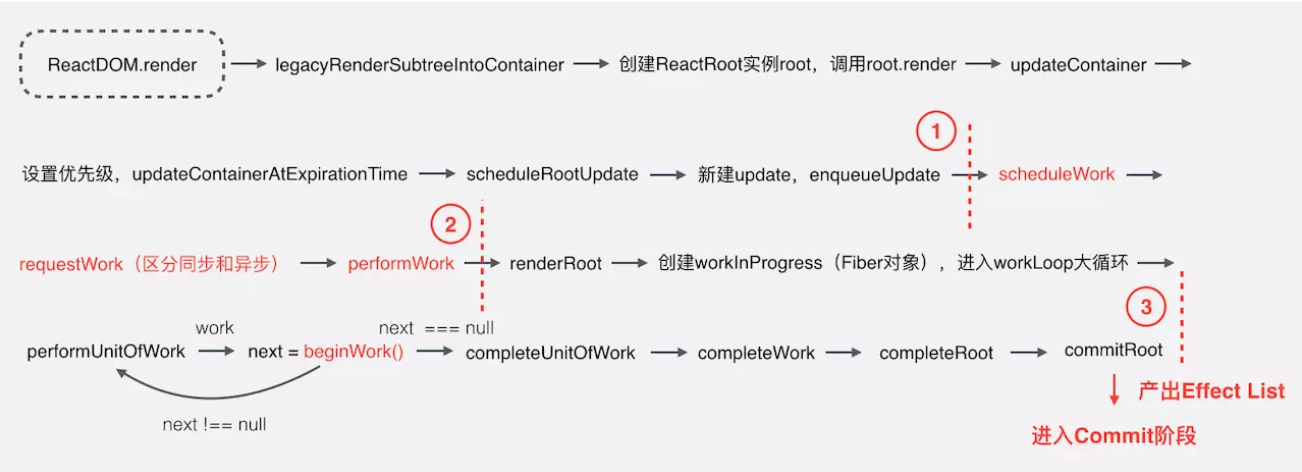 ReactDOM.render legacyRenderSubtreeIntoContainer 创建ReactRoot实例root，调用root.render updateContainer
①
设置优先级，updateContainerAtExpirationTime scheduleRootUpdate 新建update，enqueueUpdate scheduleWork
②
requestWork（区分同步和异步） performWork renderRoot 创建workInProgress（Fiber对象），进入workLoop大循环
③
work next === null
performUnitOfWork next = beginWork() completeUnitOfWork completeWork completeRoot commitRoot
产出Effect List
next !== null
进入Commit阶段